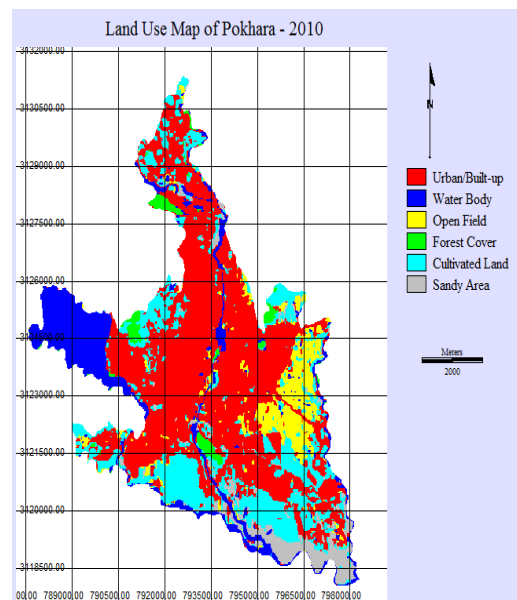 Land Use Map of Pokhara - 2010
3132000.00
3130500.00
3129000.00
3127500.00
3126000.00
3123000.00
3121500.00
3120000.00
3118500.00
N
Urban/Built-up
Water Body
Open Field
Forest Cover
Cultivated Land
Sandy Area
Meters
2000
00.00 789000.00 790500.00 792000.00 793500.00 795000.00 796500.00 798000.00